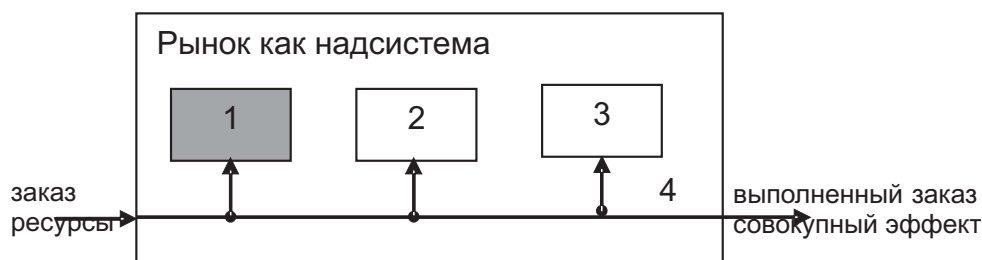 Рынок как надсистема
1
2
3
4
заказ
ресурсы
выполненный заказ
совокупный эффект